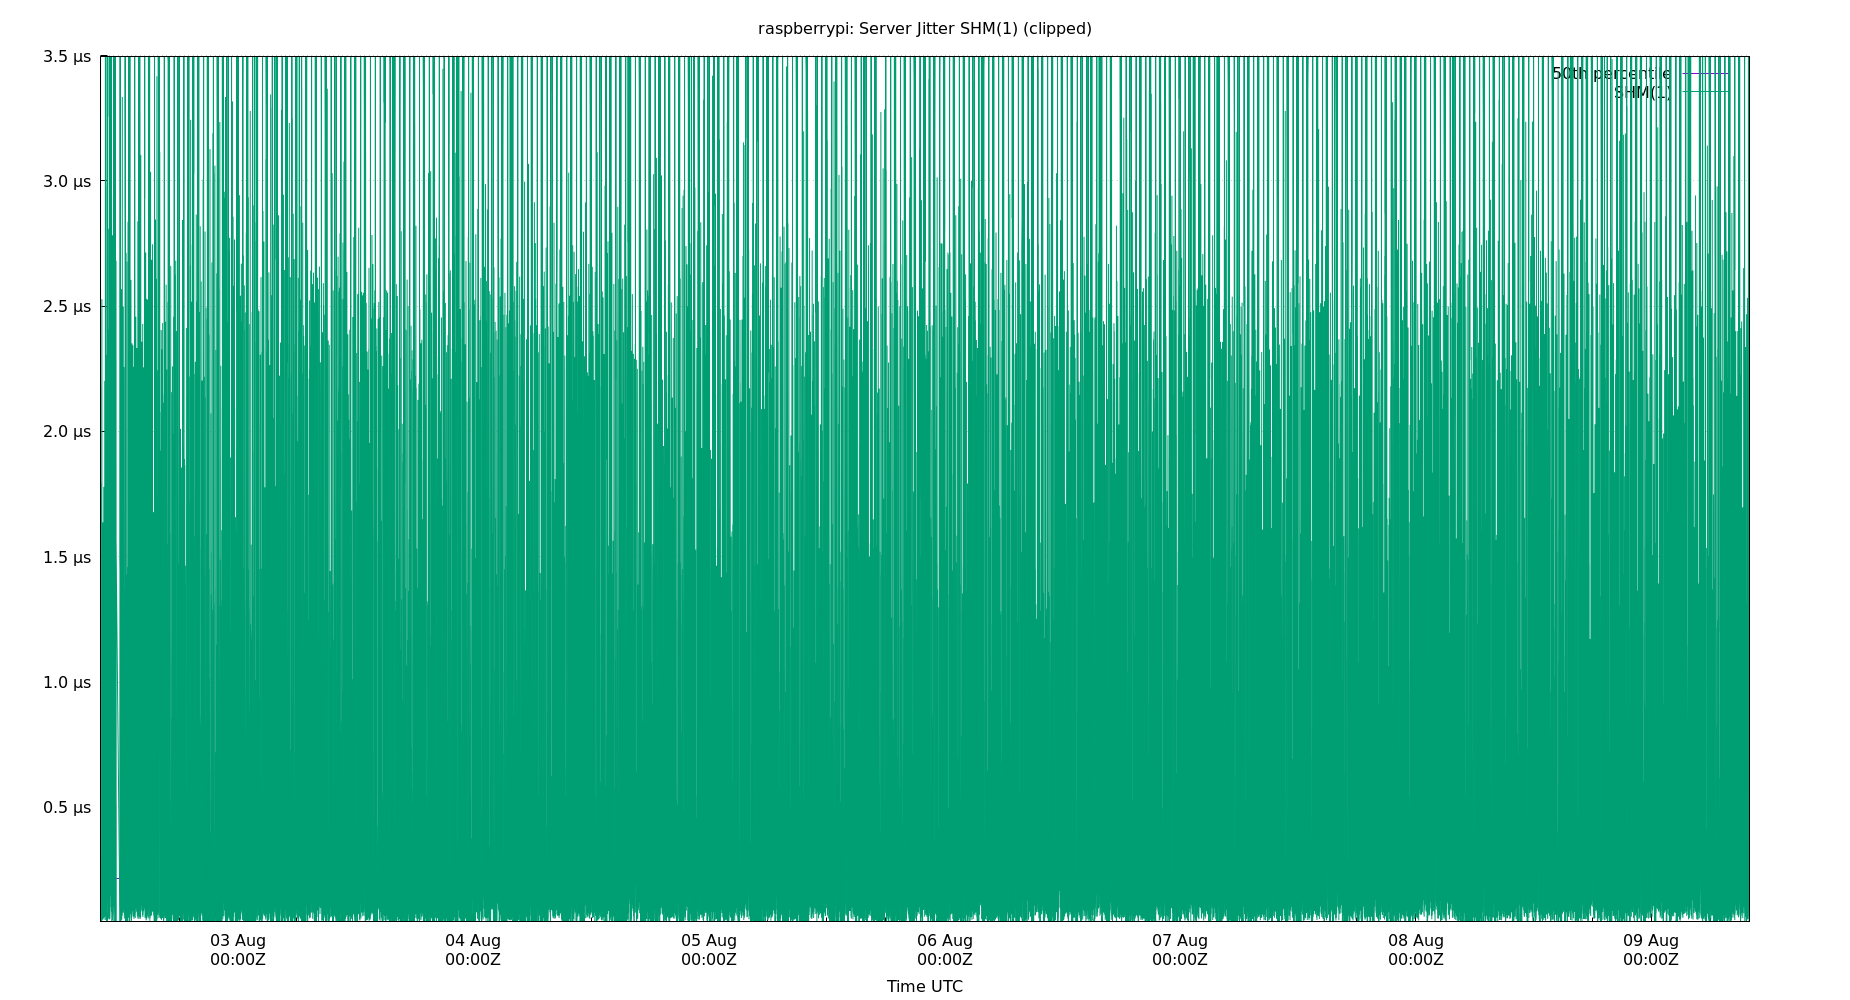 raspberrypi: Server Jitter SHM(1) (clipped)
3.5 µs
3.0 µs
2.5 µs
2.0 µs
1.5 µs
1.0 µs
0.5 µs
50th percentile
SHM(1)
03 Aug
00:00Z
04 Aug
00:00Z
05 Aug
00:00Z
06 Aug
00:00Z
07 Aug
00:00Z
08 Aug
00:00Z
09 Aug
00:00Z
Time UTC